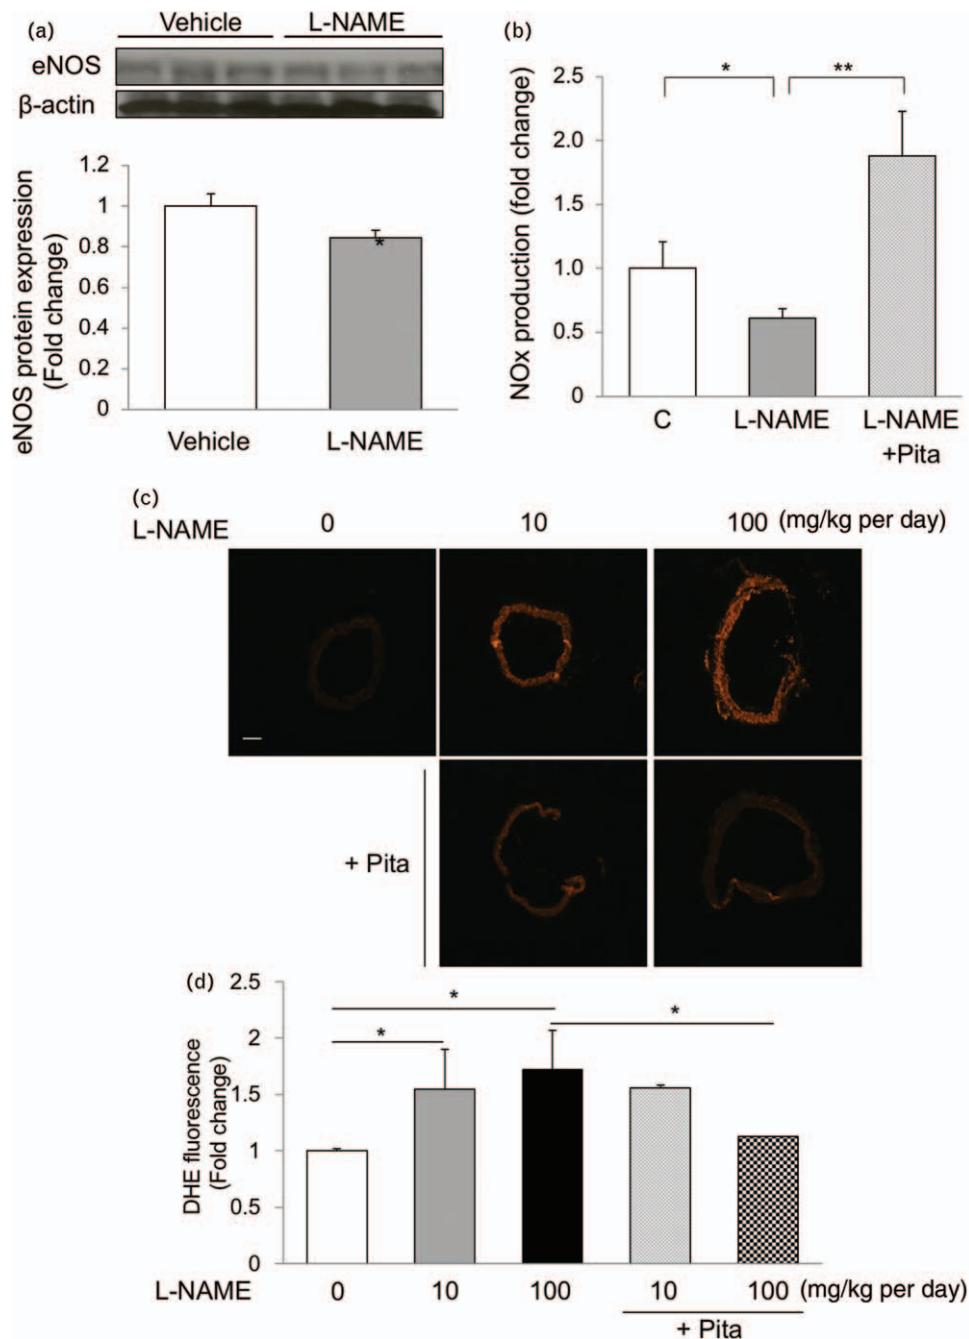 (a)
Vehicle L-NAME
eNOS
β-actin
eNOS protein expression
(Fold change)
1.2
1
0.8
0.6
0.4
0.2
0
*
Vehicle L-NAME
(b)
NOx production (fold change)
2.5
2.0
1.5
1.0
0.5
0
* **
C L-NAME L-NAME
+Pita
(c)
L-NAME 0 10 100 (mg/kg per day)
+ Pita
(d)
DHE fluorescence
(Fold change)
2.5
2
1.5
1
0.5
0
*
*
*
L-NAME 0 10 100 10 100 (mg/kg per day)
+ Pita